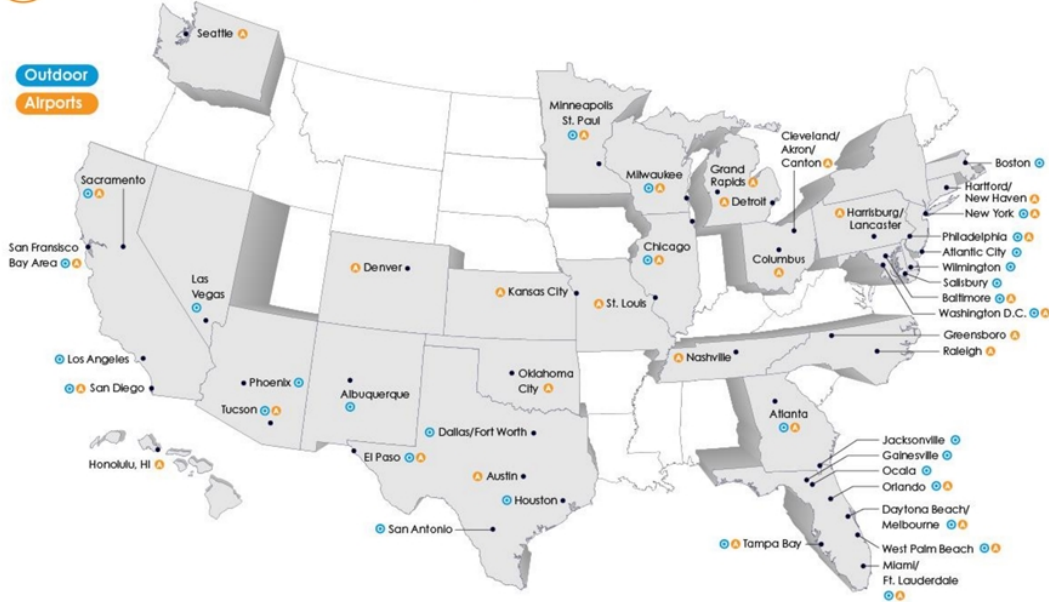 Seattle A
Outdoor
Airports
Minneapolis
St. Paul
O A
Cleveland/
Akron/
Canton A
Boston O
Sacramento
O A
Milwaukee
O A
Grand
Rapids A
A Detroit
Hartford/
New Haven A
New York O A
A Harrisburg/
Lancaster
Philadelphia O A
San Fransisco
Bay Area O A
Chicago
O A
Atlantic City O
Columbus
A
Wilmington O
Las
Vegas
O
A Denver
Salisbury O
A Kansas City
Baltimore O A
A St. Louis
Washington D.C. O A
Greensboro A
O Los Angeles
A Nashville
Raleigh A
O A San Diego
Phoenix O
Oklahoma
City A
Albuquerque
O
Tucson O A
Atlanta
O A
O Dallas/Fort Worth
Jacksonville O
Honolulu, HI A
El Paso O A
Gainesville O
Ocala O
A Austin
Orlando O A
O Houston
Daytona Beach/
Melbourne O A
O San Antonio
O A Tampa Bay
West Palm Beach O A
Miami/
Ft. Lauderdale
O A